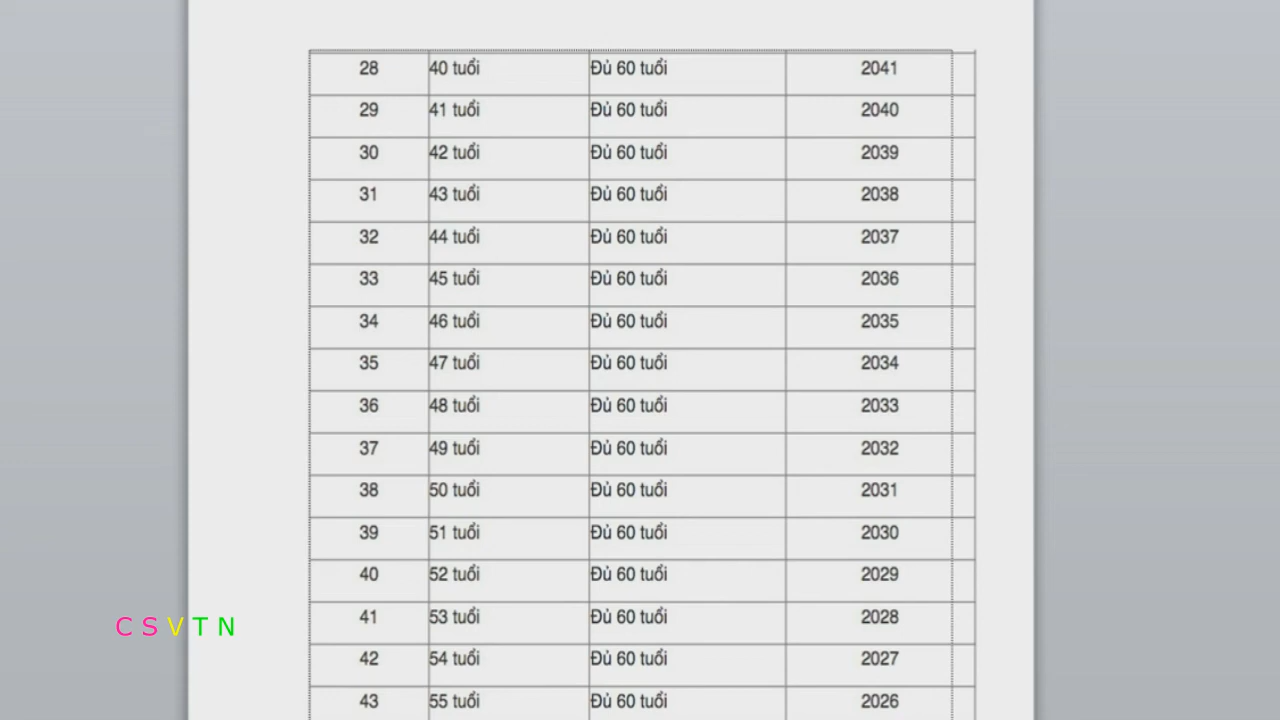 28 40 tuổi Đủ 60 tuổi 2041
29 41 tuổi Đủ 60 tuổi 2040
30 42 tuổi Đủ 60 tuổi 2039
31 43 tuổi Đủ 60 tuổi 2038
32 44 tuổi Đủ 60 tuổi 2037
33 45 tuổi Đủ 60 tuổi 2036
34 46 tuổi Đủ 60 tuổi 2035
35 47 tuổi Đủ 60 tuổi 2034
36 48 tuổi Đủ 60 tuổi 2033
37 49 tuổi Đủ 60 tuổi 2032
38 50 tuổi Đủ 60 tuổi 2031
39 51 tuổi Đủ 60 tuổi 2030
40 52 tuổi Đủ 60 tuổi 2029
41 53 tuổi Đủ 60 tuổi 2028
CSVTN
42 54 tuổi Đủ 60 tuổi 2027
43 55 tuổi Đủ 60 tuổi 2026